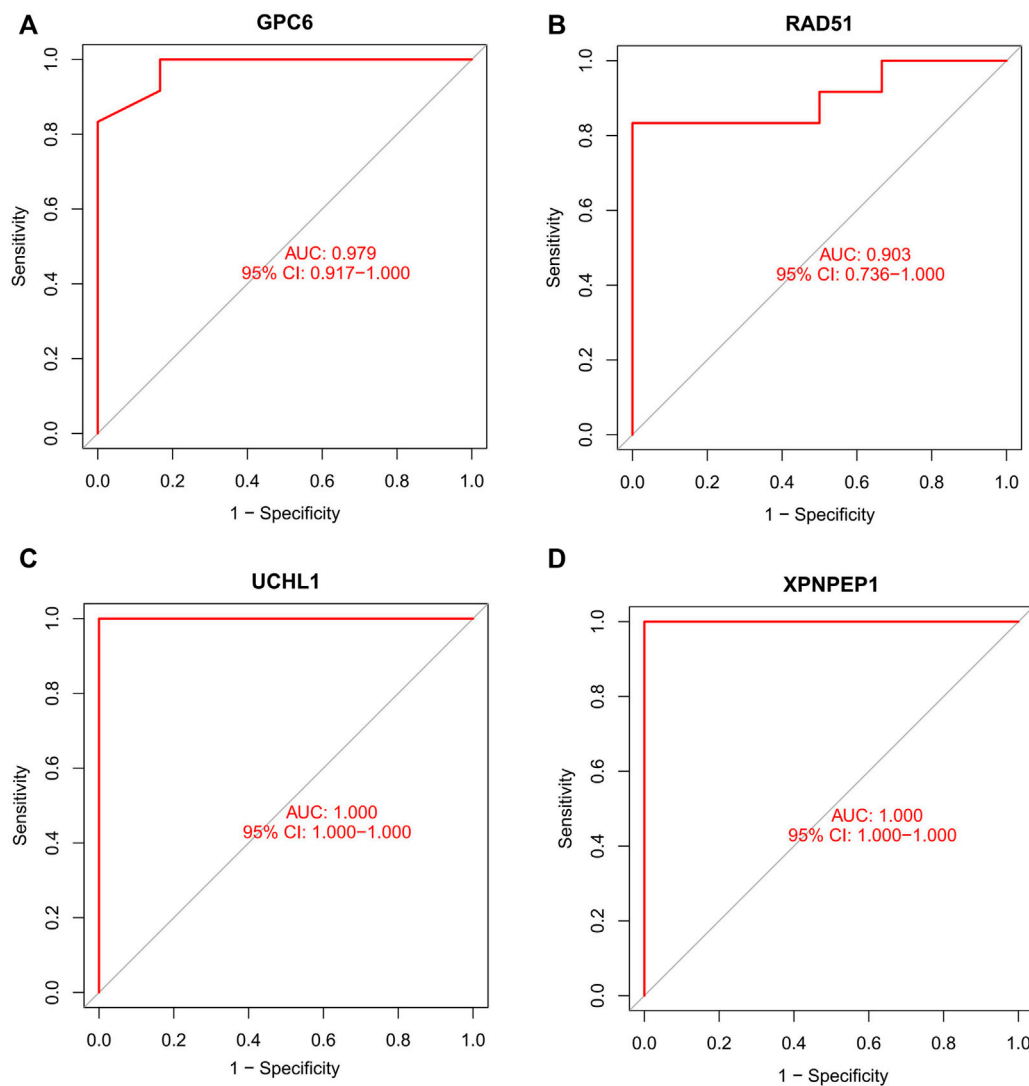 A
GPC6
1.0
0.8
0.6
0.4
0.2
0.0
Sensitivity
AUC: 0.979
95% CI: 0.917−1.000
0.0 0.2 0.4 0.6 0.8 1.0
1 − Specificity
B
RAD51
1.0
0.8
0.6
0.4
0.2
0.0
Sensitivity
AUC: 0.903
95% CI: 0.736−1.000
0.0 0.2 0.4 0.6 0.8 1.0
1 − Specificity
C
UCHL1
1.0
0.8
0.6
0.4
0.2
0.0
Sensitivity
AUC: 1.000
95% CI: 1.000−1.000
0.0 0.2 0.4 0.6 0.8 1.0
1 − Specificity
D
XPNPEP1
1.0
0.8
0.6
0.4
0.2
0.0
Sensitivity
AUC: 1.000
95% CI: 1.000−1.000
0.0 0.2 0.4 0.6 0.8 1.0
1 − Specificity